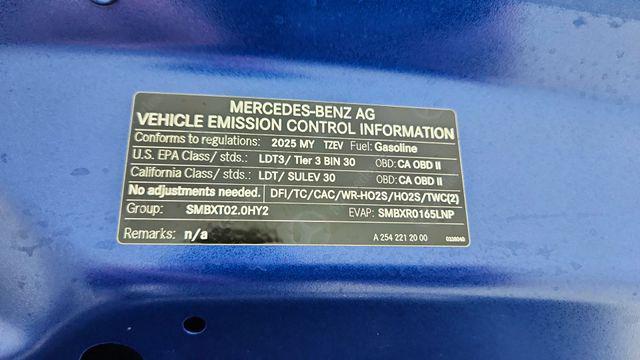 MERCEDES-BENZ AG
VEHICLE EMISSION CONTROL INFORMATION
Conforms to regulations: 2025 MY TZEV Fuel: Gasoline
U.S. EPA Class/ stds.: LDT3/ Tier 3 BIN 30 OBD: CA OBD II
California Class/ stds.: LDT/ SULEV 30 OBD: CA OBD II
No adjustments needed. DFI/TC/CAC/WR-HO2S/HO2S/TWC(2)
Group: SMBXT02.0HY2 EVAP: SMBXR0165LNP
Remarks: n/a A 254 221 20 00